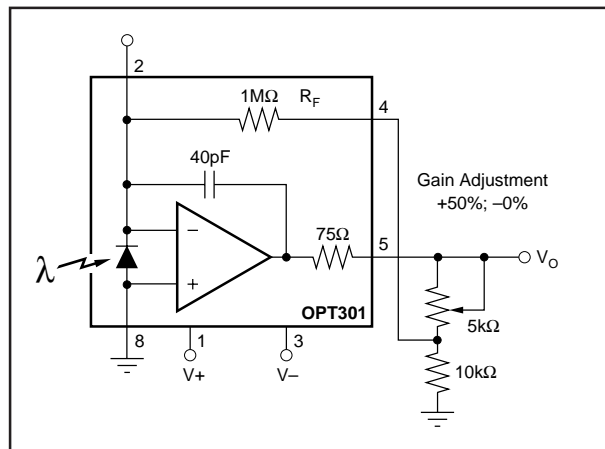 2
1MΩ R_F
4
40pF
Gain Adjustment
+50%; –0%
75Ω
5
–
+
λ
V_O
OPT301
5kΩ
8
1
3
10kΩ
V+
V–